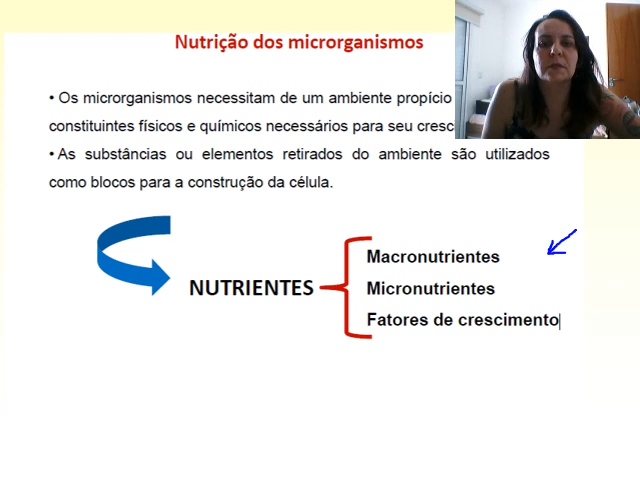 Nutrição dos microrganismos
• Os microrganismos necessitam de um ambiente propício
constituintes físicos e químicos necessários para seu
• As substâncias ou elementos retirados do ambiente são utilizados
como blocos para a construção da célula.
NUTRIENTES
Macronutrientes
Micronutrientes
Fatores de crescimento